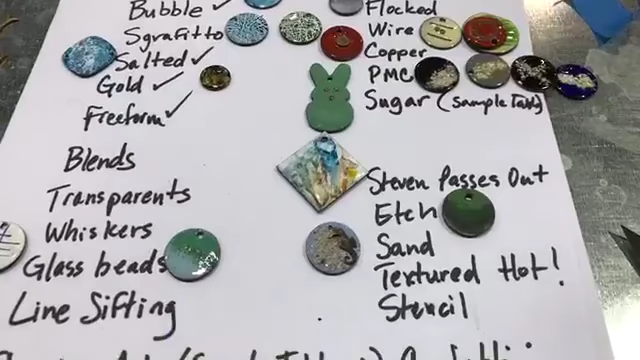 Bubble ✓
Sgrafitto
Salted ✓
Gold ✓
Freeform ✓
Blends
Transparents
Whiskers
Glass beads
Line Sifting
Flocked
Wire
Copper
PMC
Sugar (Sample Table)
Steven Passes Out
Etch
Sand
Textured Hot!
Stencil